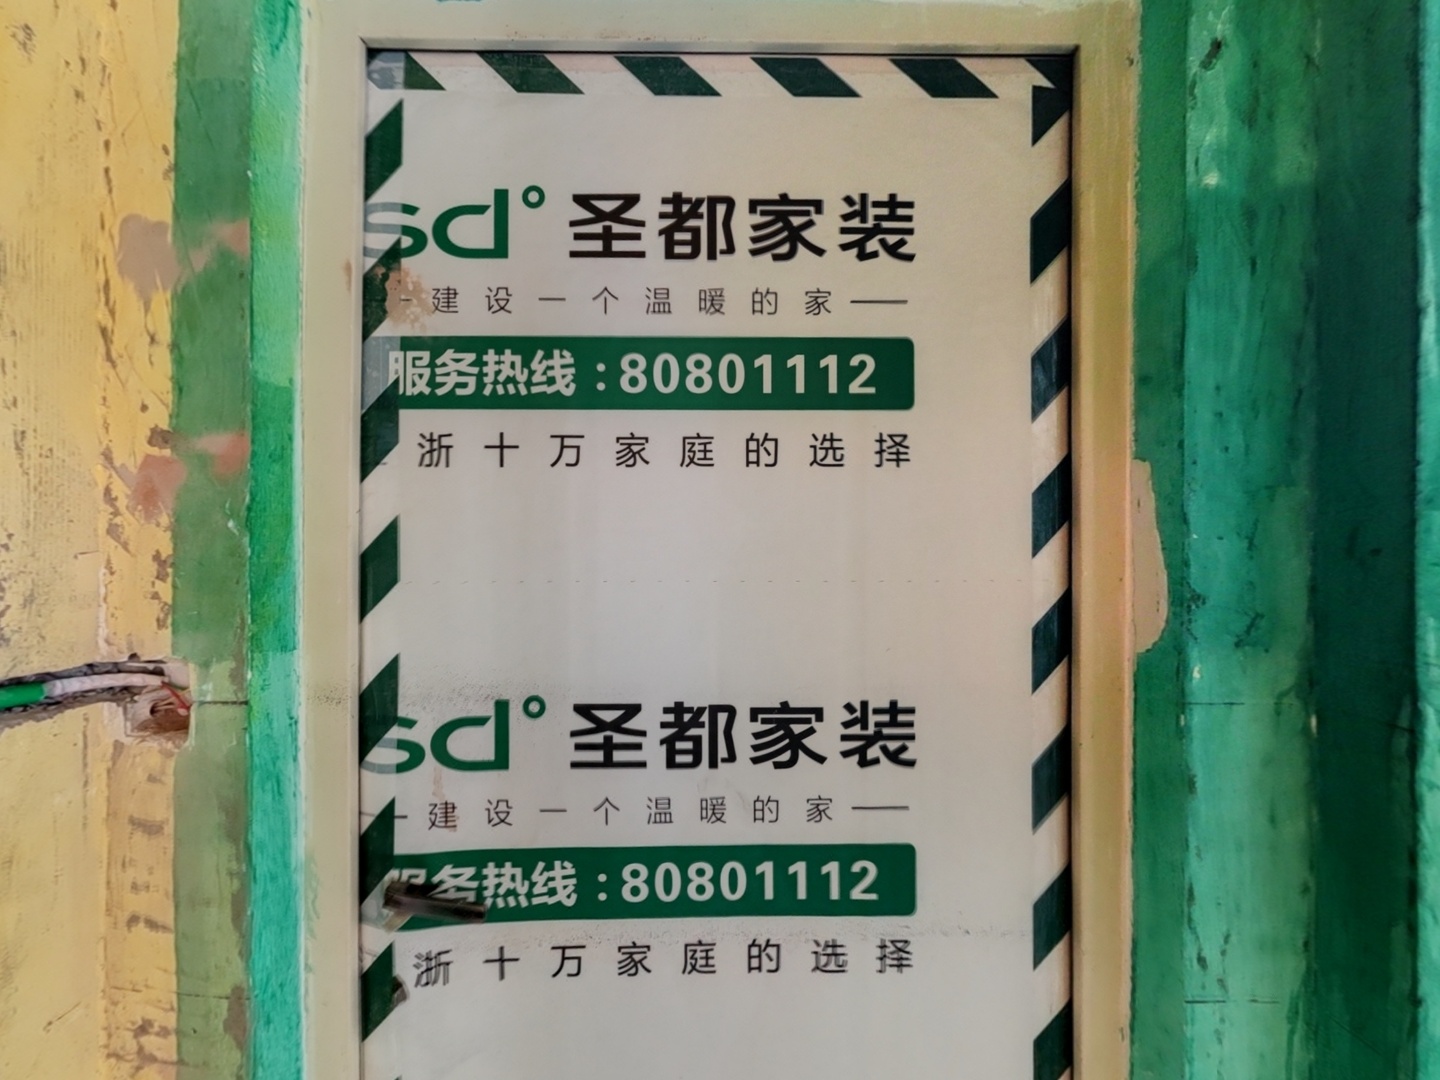 sd° 圣都家装
建设一个温暖的家
服务热线:80801112
浙十万家庭的选择
sd° 圣都家装
建设一个温暖的家
服务热线:80801112
浙十万家庭的选择